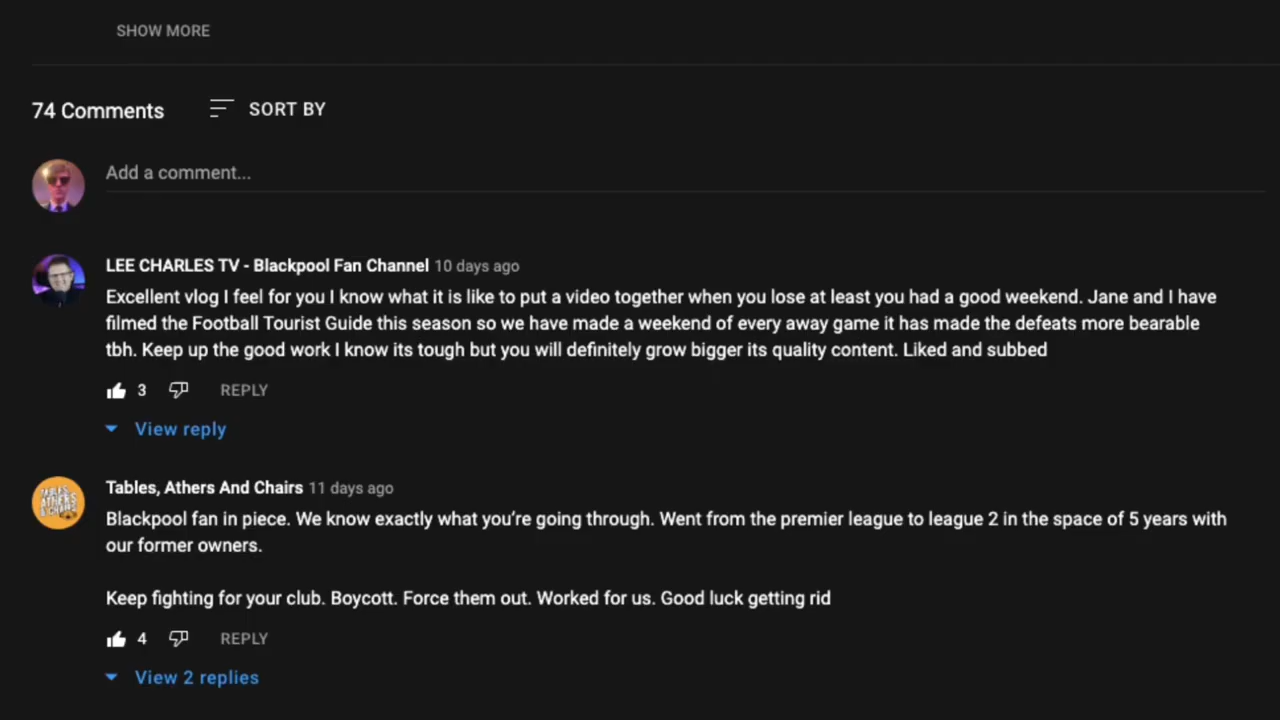 SHOW MORE
74 Comments
SORT BY
Add a comment...
LEE CHARLES TV - Blackpool Fan Channel 10 days ago
Excellent vlog I feel for you I know what it is like to put a video together when you lose at least you had a good weekend. Jane and I have
filmed the Football Tourist Guide this season so we have made a weekend of every away game it has made the defeats more bearable
tbh. Keep up the good work I know its tough but you will definitely grow bigger its quality content. Liked and subbed
3 REPLY
View reply
TABLES,
ATHERS
& CHAIRS
Tables, Athers And Chairs 11 days ago
Blackpool fan in piece. We know exactly what you’re going through. Went from the premier league to league 2 in the space of 5 years with
our former owners.
Keep fighting for your club. Boycott. Force them out. Worked for us. Good luck getting rid
4 REPLY
View 2 replies